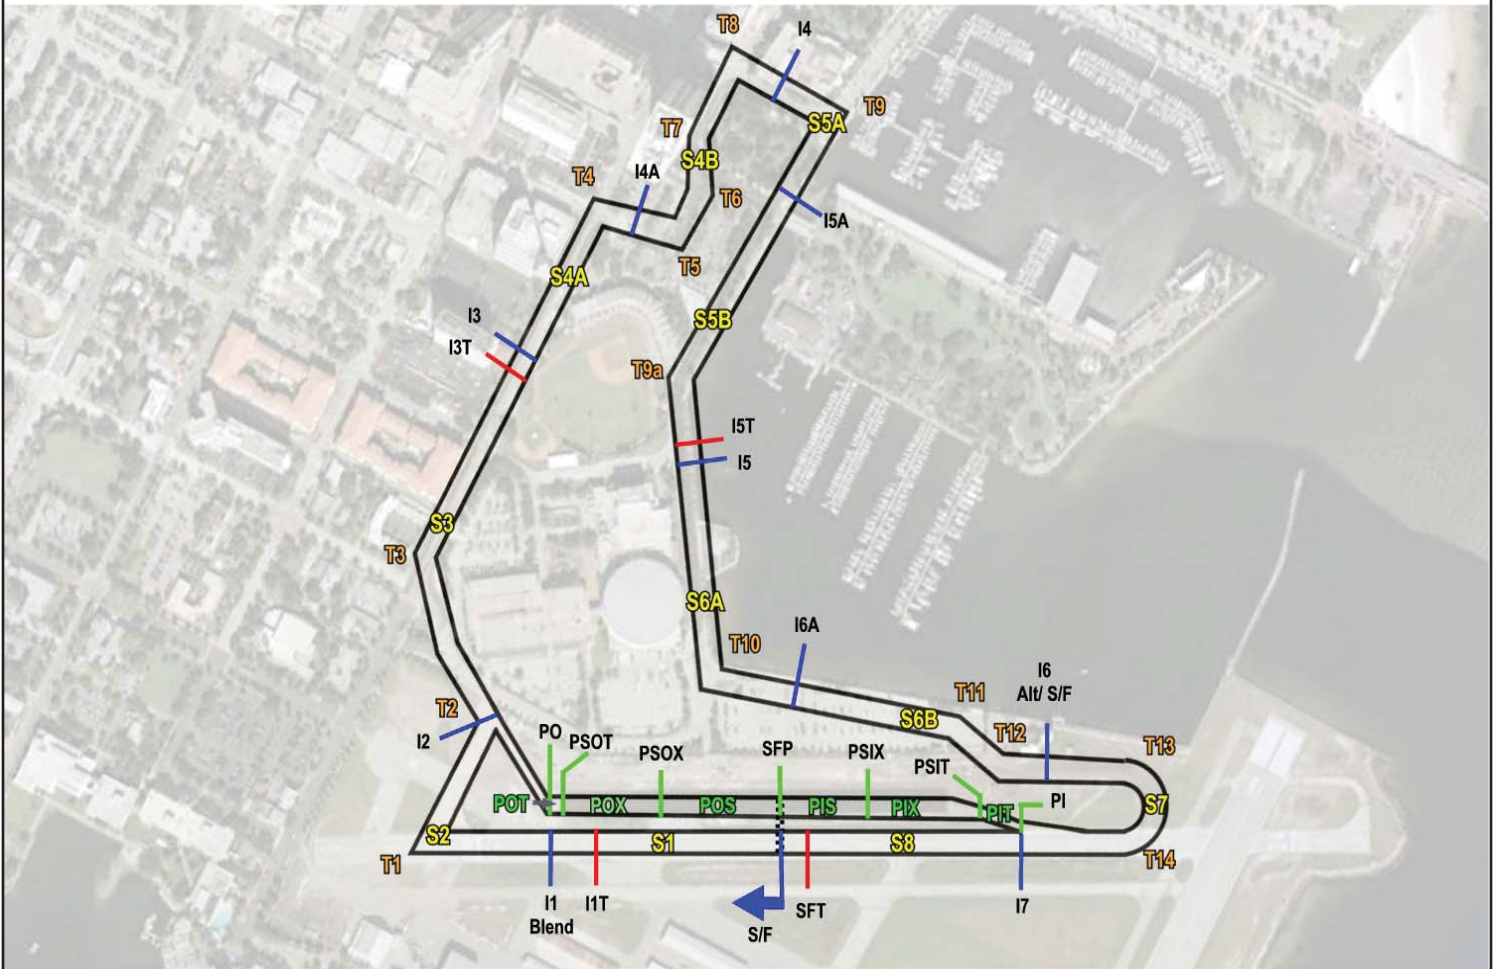 T8
I4
T9
S5A
T7
S4B
I4A
T4
T6
I5A
S4A
T5
I3
S5B
I3T
T9a
I5T
I5
S3
T3
S6A
I6A
T10
I6
Alt/ S/F
T11
T2
S6B
T12
I2
PO
PSOT
PSOX
SFP
PSIX
T13
PSIT
POT
POX
POS
PIS
PIX
PIT
PI
S7
S2
S1
S8
T1
T14
I1
Blend
I1T
S/F
SFT
I7